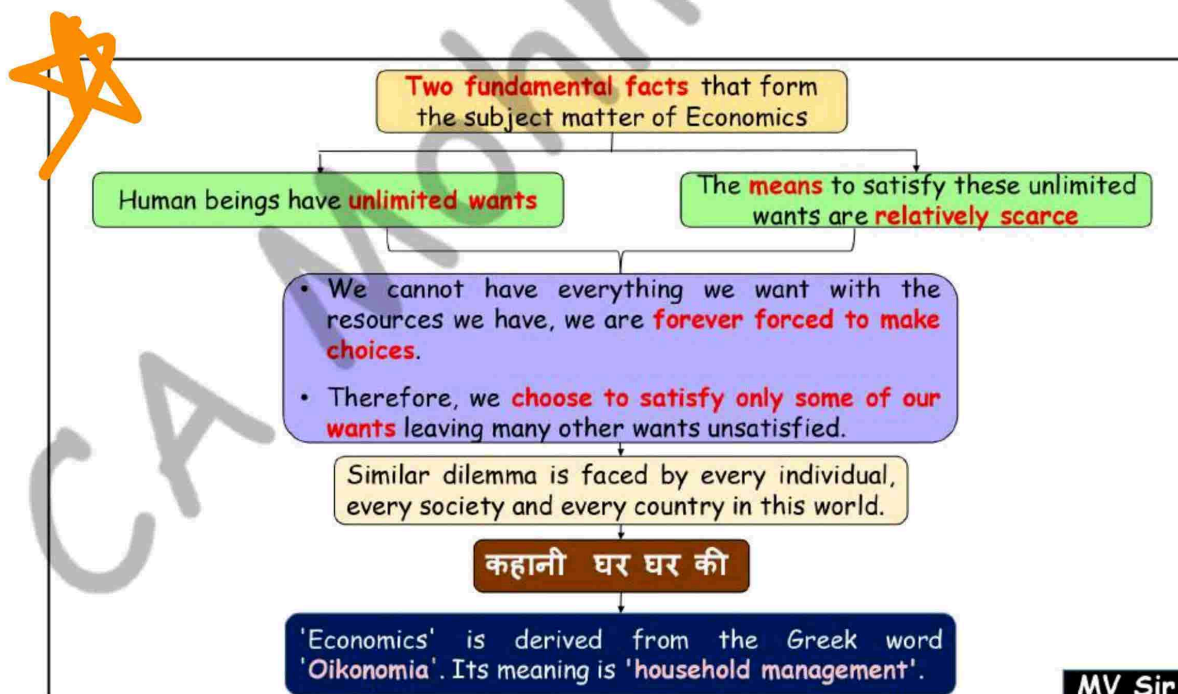 Two fundamental facts that form
the subject matter of Economics
Human beings have unlimited wants
The means to satisfy these unlimited
wants are relatively scarce
• We cannot have everything we want with the
resources we have, we are forever forced to make
choices.
• Therefore, we choose to satisfy only some of our
wants leaving many other wants unsatisfied.
Similar dilemma is faced by every individual,
every society and every country in this world.
कहानी घर घर की
'Economics' is derived from the Greek word
'Oikonomia'. Its meaning is 'household management'.
MV Sir
CA Moh